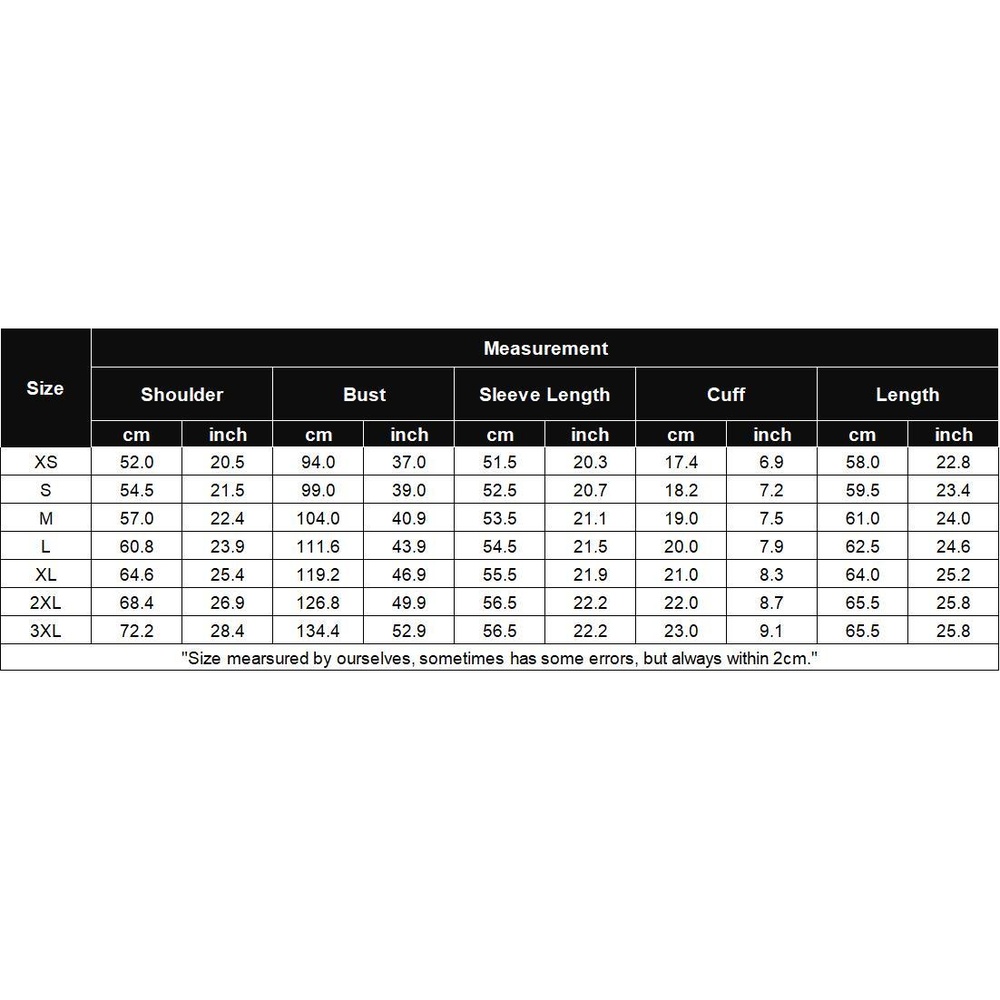 Measurement
Size
Shoulder Bust Sleeve Length Cuff Length
cm inch cm inch cm inch cm inch cm inch
XS 52.0 20.5 94.0 37.0 51.5 20.3 17.4 6.9 58.0 22.8
S 54.5 21.5 99.0 39.0 52.5 20.7 18.2 7.2 59.5 23.4
M 57.0 22.4 104.0 40.9 53.5 21.1 19.0 7.5 61.0 24.0
L 60.8 23.9 111.6 43.9 54.5 21.5 20.0 7.9 62.5 24.6
XL 64.6 25.4 119.2 46.9 55.5 21.9 21.0 8.3 64.0 25.2
2XL 68.4 26.9 126.8 49.9 56.5 22.2 22.0 8.7 65.5 25.8
3XL 72.2 28.4 134.4 52.9 56.5 22.2 23.0 9.1 65.5 25.8
"Size mearsured by ourselves, sometimes has some errors, but always within 2cm."